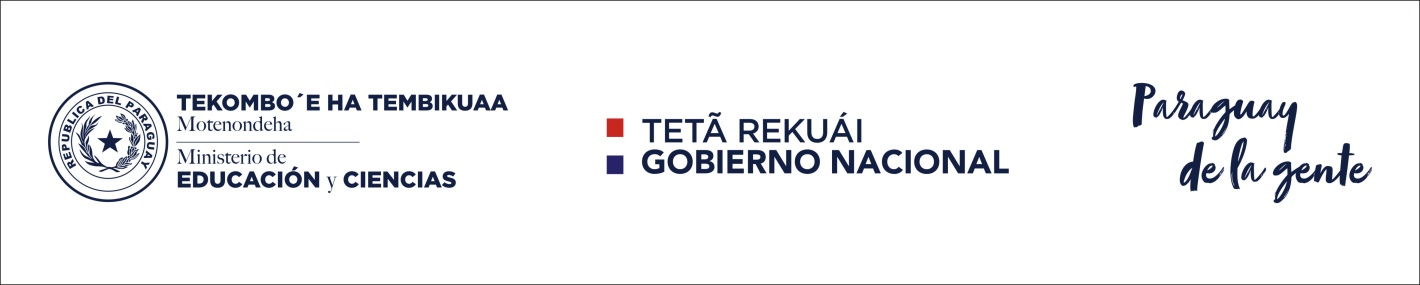 REPUBLICA DEL PARAGUAY
TEKOMBO´E HA TEMBIKUAA
Motenondeha
Ministerio de
EDUCACIÓN y CIENCIAS
TETÃ REKUÁI
GOBIERNO NACIONAL
Paraguay
de la gente